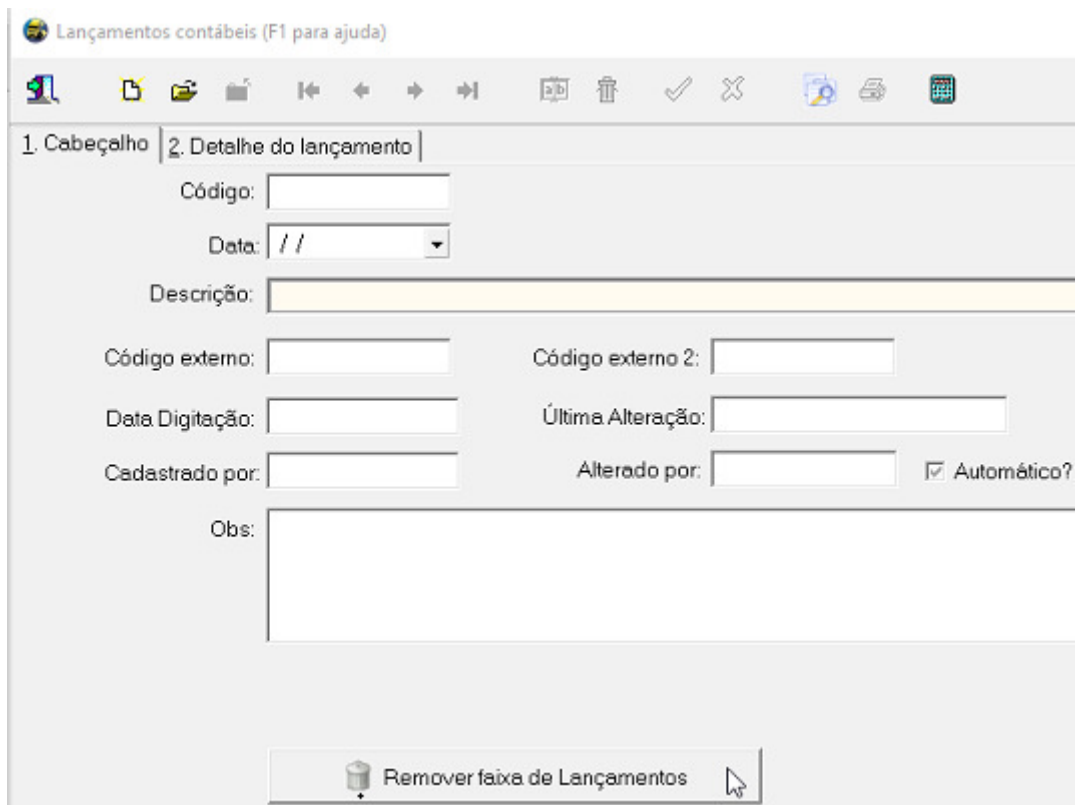 Lançamentos contábeis (F1 para ajuda)
1. Cabeçalho 2. Detalhe do lançamento
Código:
Data: / /
Descrição:
Código externo: Código externo 2:
Data Digitação: Última Alteração:
Cadastrado por: Alterado por: Automático?
Obs:
Remover faixa de Lançamentos